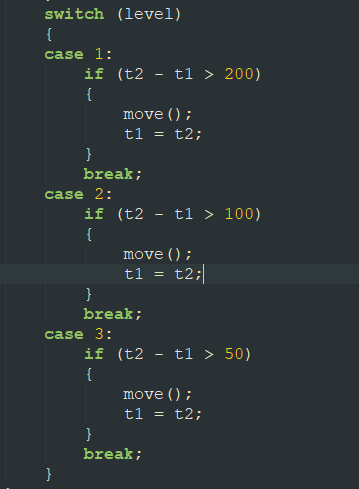 switch (level)
{
case 1:
    if (t2 - t1 > 200)
    {
        move();
        t1 = t2;
    }
    break;
case 2:
    if (t2 - t1 > 100)
    {
        move();
        t1 = t2;
    }
    break;
case 3:
    if (t2 - t1 > 50)
    {
        move();
        t1 = t2;
    }
    break;
}